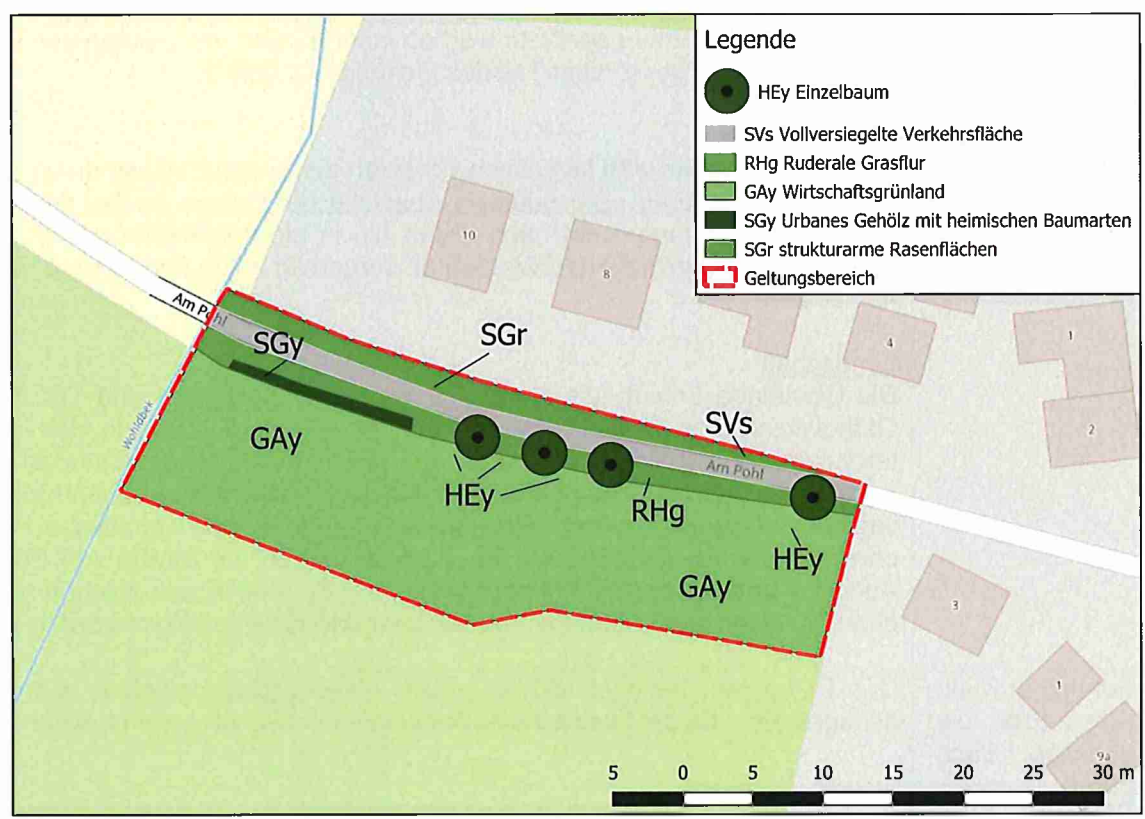 Legende
HEy Einzelbaum
SVs Vollversiegelte Verkehrsfläche
RHg Ruderale Grasflur
GAy Wirtschaftsgrünland
SGy Urbanes Gehölz mit heimischen Baumarten
SGr strukturarme Rasenflächen
Geltungsbereich
10
8
4
1
2
Am Pohl
SGy
SGr
Wohldbek
GAy
SVs
Am Pohl
HEy
RHg
HEy
GAy
3
1
9a
5 0 5 10 15 20 25 30 m